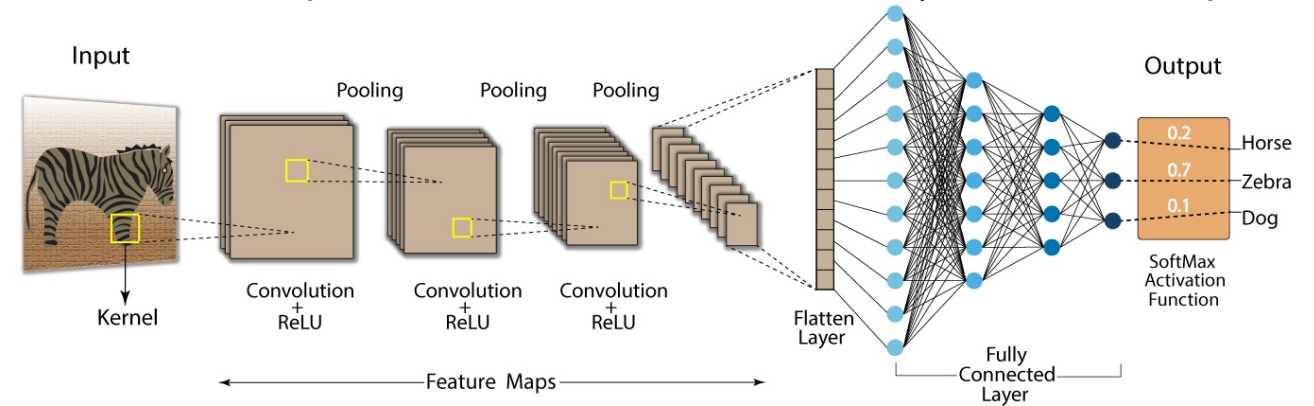 Input
Kernel
Pooling
Pooling
Pooling
Convolution
+
ReLU
Convolution
+
ReLU
Convolution
+
ReLU
Feature Maps
Flatten
Layer
Fully
Connected
Layer
Output
0.2
Horse
0.7
Zebra
0.1
Dog
SoftMax
Activation
Function